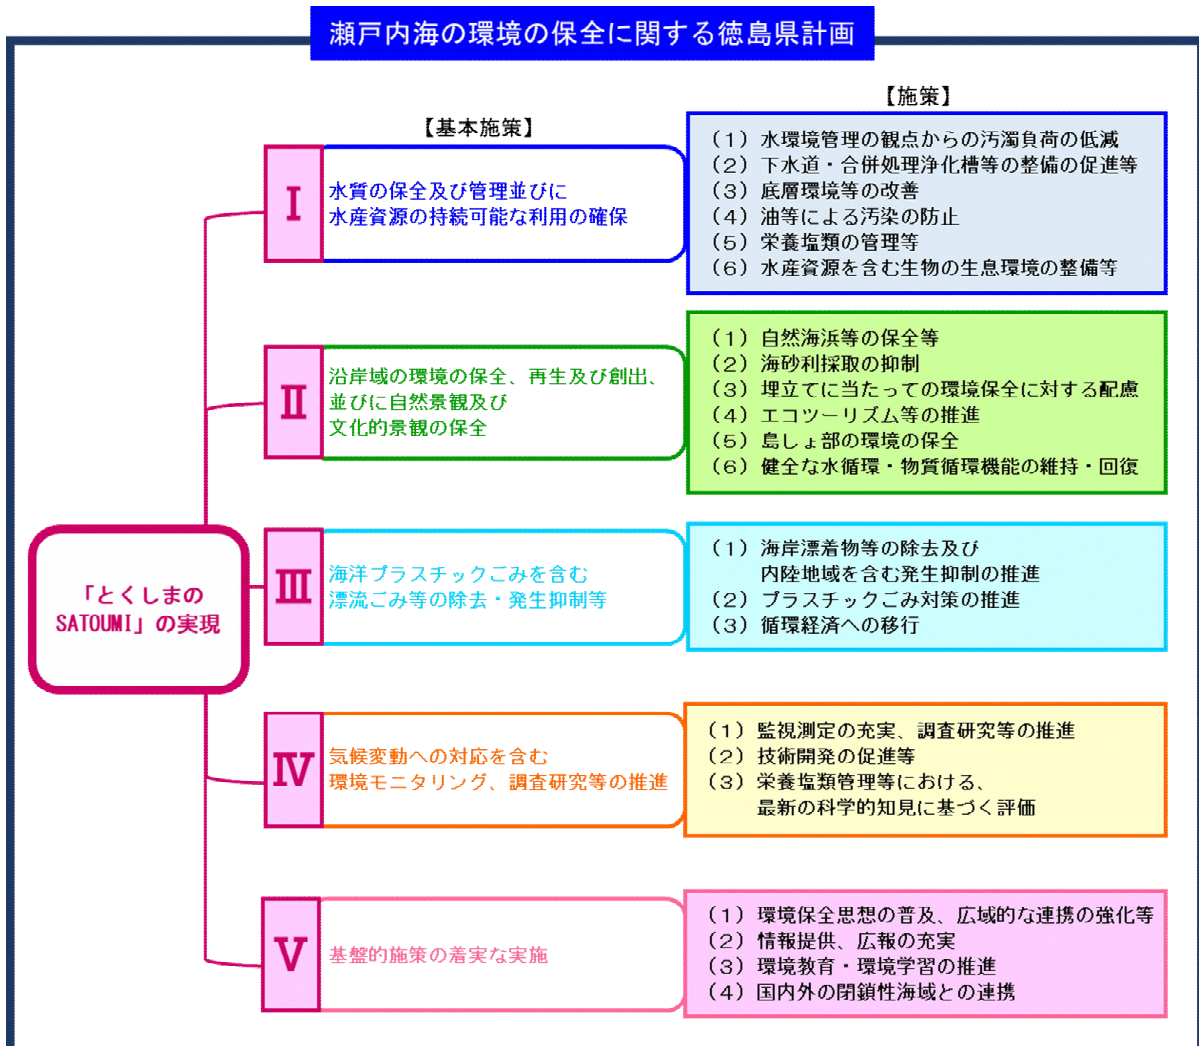 瀬戸内海の環境の保全に関する徳島県計画
【基本施策】
【施策】
「とくしまの
SATOUMI」の実現
Ⅰ
水質の保全及び管理並びに
水産資源の持続可能な利用の確保
(1) 水環境管理の観点からの汚濁負荷の低減
(2) 下水道・合併処理浄化槽等の整備の促進等
(3) 底層環境等の改善
(4) 油等による汚染の防止
(5) 栄養塩類の管理等
(6) 水産資源を含む生物の生息環境の整備等
Ⅱ
沿岸域の環境の保全、再生及び創出、
並びに自然景観及び
文化的景観の保全
(1) 自然海浜等の保全等
(2) 海砂利採取の抑制
(3) 埋立てに当たっての環境保全に対する配慮
(4) エコツーリズム等の推進
(5) 島しょ部の環境の保全
(6) 健全な水循環・物質循環機能の維持・回復
Ⅲ
海洋プラスチックごみを含む
漂流ごみ等の除去・発生抑制等
(1) 海岸漂着物等の除去及び
内陸地域を含む発生抑制の推進
(2) プラスチックごみ対策の推進
(3) 循環経済への移行
Ⅳ
気候変動への対応を含む
環境モニタリング、調査研究等の推進
(1) 監視測定の充実、調査研究等の推進
(2) 技術開発の促進等
(3) 栄養塩類管理等における、
最新の科学的知見に基づく評価
Ⅴ
基盤的施策の着実な実施
(1) 環境保全思想の普及、広域的な連携の強化等
(2) 情報提供、広報の充実
(3) 環境教育・環境学習の推進
(4) 国内外の閉鎖性海域との連携